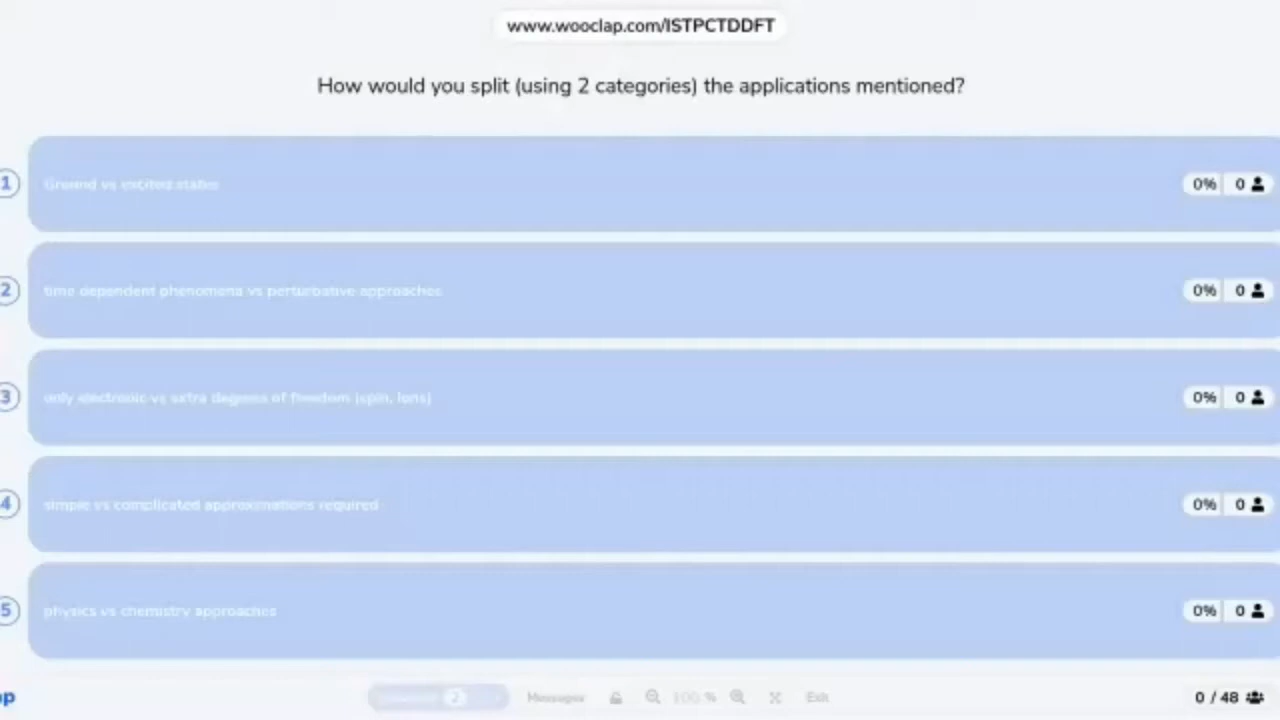 www.wooclap.com/ISTPCTDDFT
How would you split (using 2 categories) the applications mentioned?
1
Ground vs excited states
0% 0
2
time dependent phenomena vs perturbative approaches
0% 0
3
only electronic vs extra degrees of freedom (spin, ions)
0% 0
4
simple vs complicated approximations required
0% 0
5
physics vs chemistry approaches
0% 0
ap
2
Messages
100 %
Exit
0 / 48